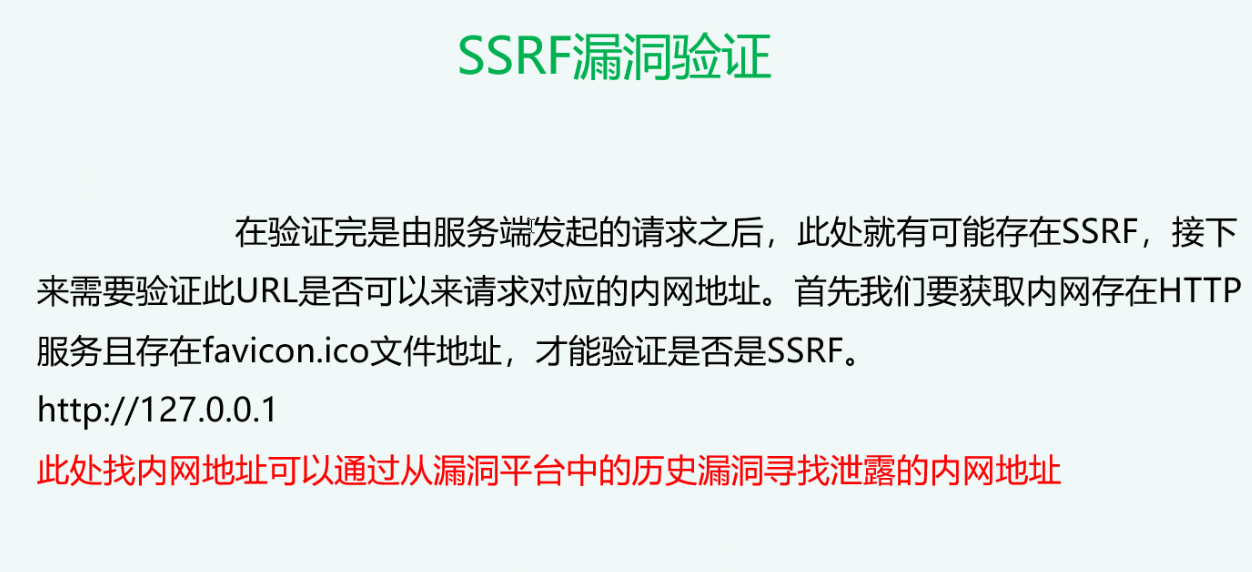 SSRF漏洞验证
在验证完是由服务端发起的请求之后，此处就有可能存在SSRF，接下
来需要验证此URL是否可以来请求对应的内网地址。首先我们要获取内网存在HTTP
服务且存在favicon.ico文件地址，才能验证是否是SSRF。
http://127.0.0.1
此处找内网地址可以通过从漏洞平台中的历史漏洞寻找泄露的内网地址